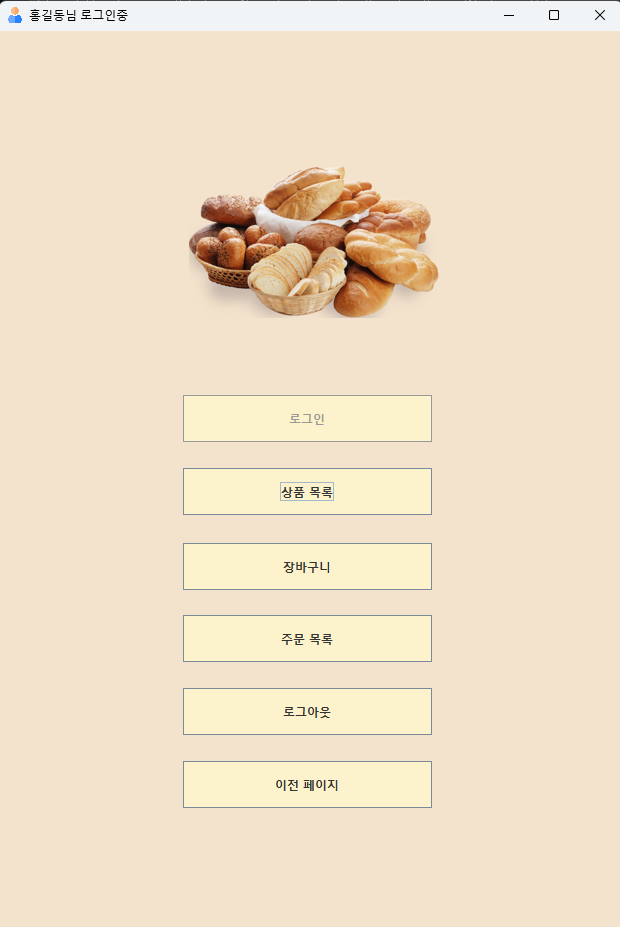 홍길동님 로그인중
로그인
상품 목록
장바구니
주문 목록
로그아웃
이전 페이지